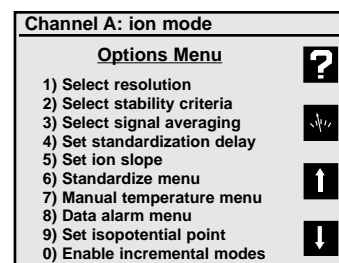 Channel A: ion mode
Options Menu
1) Select resolution
2) Select stability criteria
3) Select signal averaging
4) Set standardization delay
5) Set ion slope
6) Standardize menu
7) Manual temperature menu
8) Data alarm menu
9) Set isopotential point
0) Enable incremental modes
?